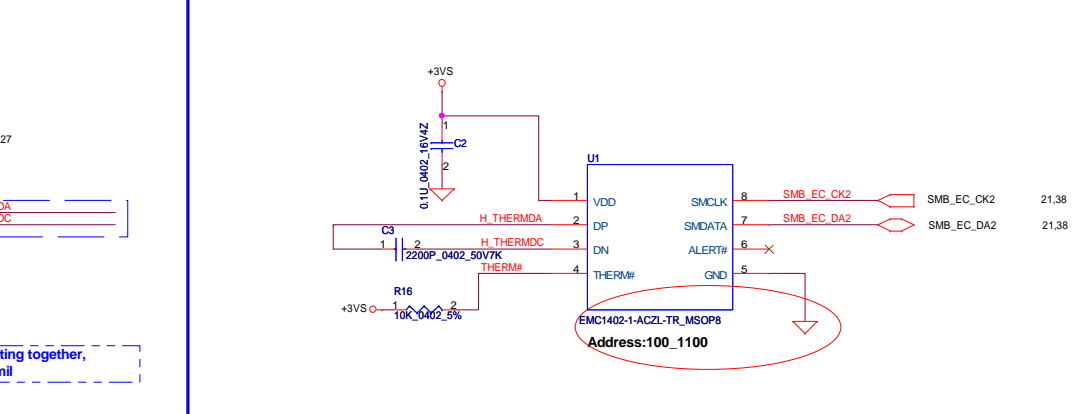 +3VS
27
0.1U_0402_16V4Z
1
C2
2
U1
DA
DC
1 VDD
2 DP
3 DN
4 THERM#
SMCLK 8
SMDATA 7
ALERT# 6
GND 5
SMB_EC_CK2
SMB_EC_DA2
SMB_EC_CK2 21,38
SMB_EC_DA2 21,38
H_THERMDA
C3
1 2
H_THERMDC
2200P_0402_50V7K
THERM#
R16
+3VS
1 2
10K_0402_5%
EMC1402-1-ACZL-TR_MSOP8
Address:100_1100
ting together,
mil